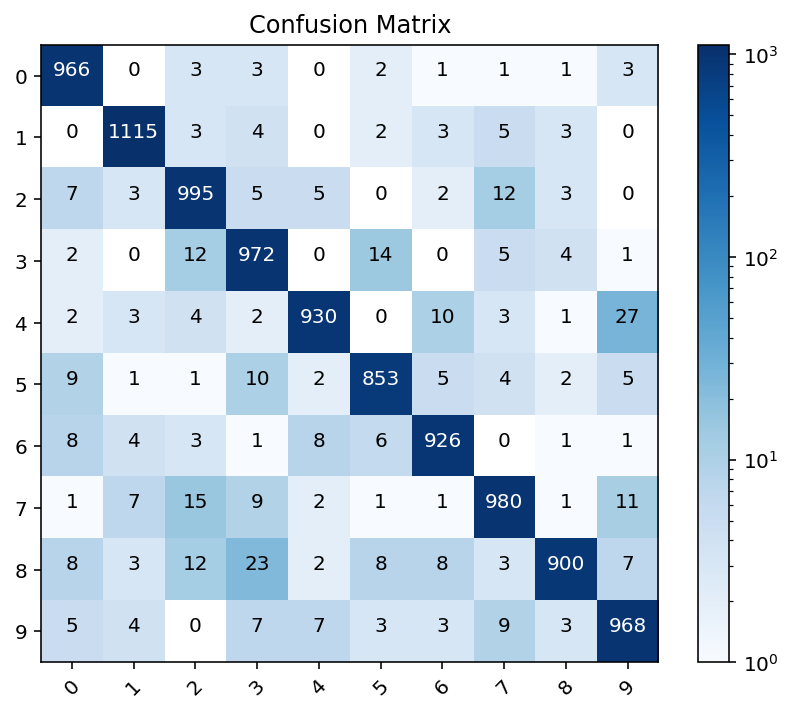 Confusion Matrix
0 966 0 3 3 0 2 1 1 1 3
1 0 1115 3 4 0 2 3 5 3 0
2 7 3 995 5 5 0 2 12 3 0
3 2 0 12 972 0 14 0 5 4 1
4 2 3 4 2 930 0 10 3 1 27
5 9 1 1 10 2 853 5 4 2 5
6 8 4 3 1 8 6 926 0 1 1
7 1 7 15 9 2 1 1 980 1 11
8 8 3 12 23 2 8 8 3 900 7
9 5 4 0 7 7 3 3 9 3 968
0 1 2 3 4 5 6 7 8 9
10³
10²
10¹
10⁰